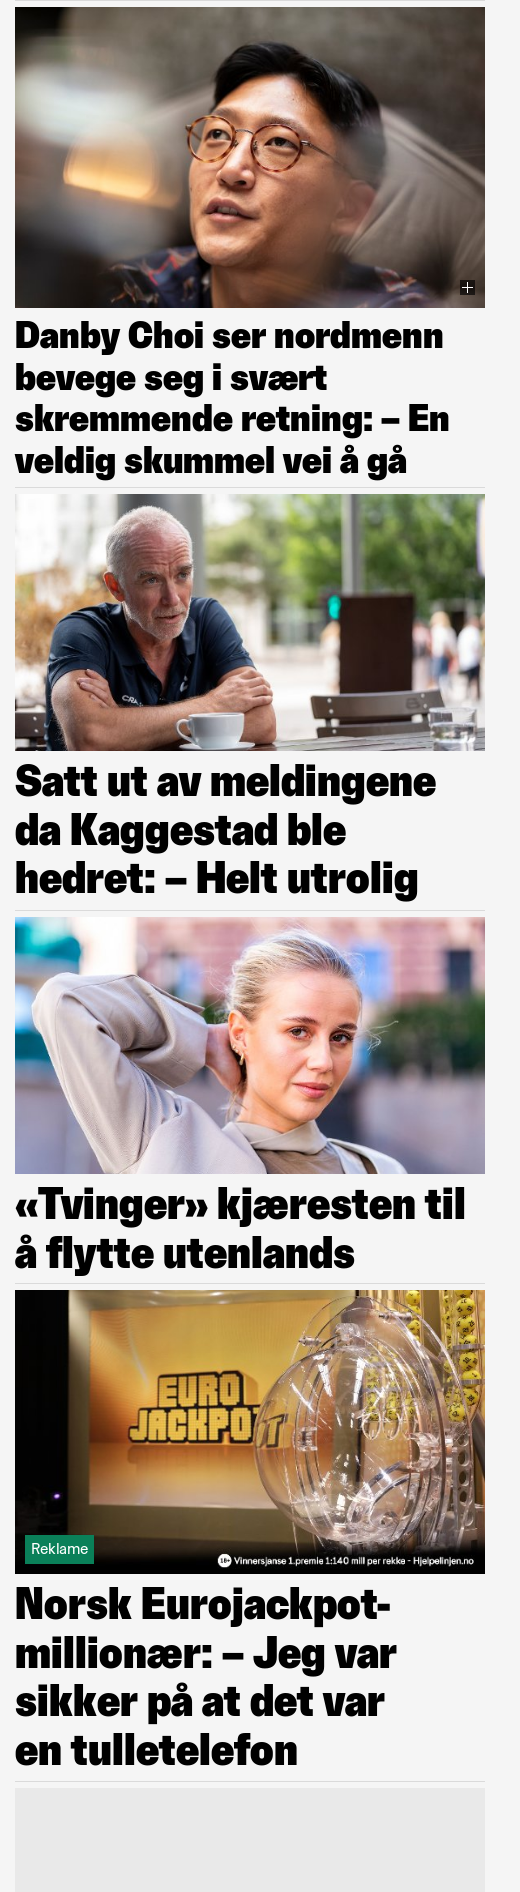 Danby Choi ser nordmenn
bevege seg i svært
skremmende retning: – En
veldig skummel vei å gå
CRA
Satt ut av meldingene
da Kaggestad ble
hedret: – Helt utrolig
«Tvinger» kjæresten til
å flytte utenlands
EURO
JACKPOT
Reklame
18+ Vinnersjanse 1.premie 1:140 mill per rekke - Hjelpelinjen.no
Norsk Eurojackpot-
millionær: – Jeg var
sikker på at det var
en tulletelefon